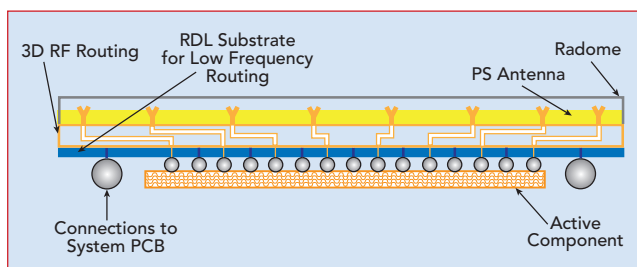 3D RF Routing
RDL Substrate
for Low Frequency
Routing
Radome
PS Antenna
Connections to
System PCB
Active
Component